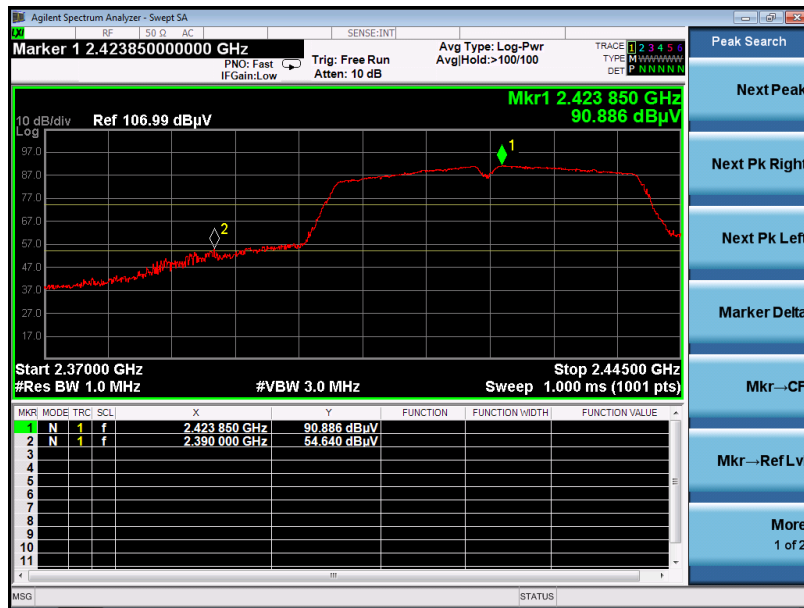 Agilent Spectrum Analyzer - Swept SA
LXI RF 50 Ω AC SENSE:INT
Marker 1 2.423850000000 GHz
PNO: Fast
IFGain:Low
Trig: Free Run
Atten: 10 dB
Avg Type: Log-Pwr
Avg|Hold:>100/100
TRACE 1 2 3 4 5 6
TYPE M WWWWW
DET P N N N N N
Mkr1 2.423 850 GHz
90.886 dBµV
10 dB/div Ref 106.99 dBµV
Log
97.0
87.0
77.0
67.0
57.0
47.0
37.0
27.0
17.0
1
2
Start 2.37000 GHz Stop 2.44500 GHz
#Res BW 1.0 MHz #VBW 3.0 MHz Sweep 1.000 ms (1001 pts)
MKR MODE TRC SCL X Y FUNCTION FUNCTION WIDTH FUNCTION VALUE
1 N 1 f 2.423 850 GHz 90.886 dBµV
2 N 1 f 2.390 000 GHz 54.640 dBµV
3
4
5
6
7
8
9
10
11
MSG STATUS
Peak Search
Next Peak
Next Pk Right
Next Pk Left
Marker Delta
Mkr→CF
Mkr→Ref Lv
More
1 of 2